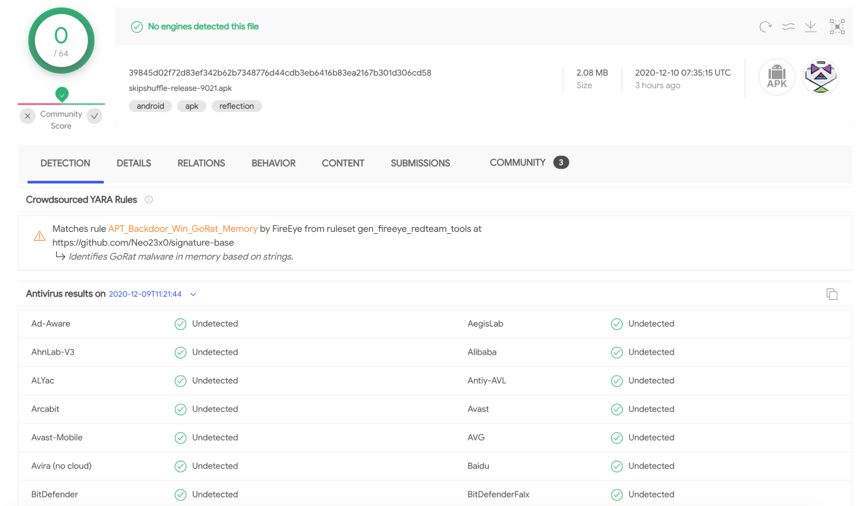 0
/ 64
Community
Score
No engines detected this file
39845d02f72d83ef342b62b7348776d44cdb3eb6416b83ea2167b301d306cd58
skipshuffle-release-9021.apk
android apk reflection
2.08 MB
Size
2020-12-10 07:35:15 UTC
3 hours ago
APK
DETECTION DETAILS RELATIONS BEHAVIOR CONTENT SUBMISSIONS COMMUNITY 3
Crowdsourced YARA Rules
Matches rule APT_Backdoor_Win_GoRat_Memory by FireEye from ruleset gen_fireeye_redteam_tools at
https://github.com/Neo23x0/signature-base
Identifies GoRat malware in memory based on strings.
Antivirus results on 2020-12-09T11:21:44
Ad-Aware Undetected AegisLab Undetected
AhnLab-V3 Undetected Alibaba Undetected
ALYac Undetected Antiy-AVL Undetected
Arcabit Undetected Avast Undetected
Avast-Mobile Undetected AVG Undetected
Avira (no cloud) Undetected Baidu Undetected
BitDefender Undetected BitDefenderFalx Undetected